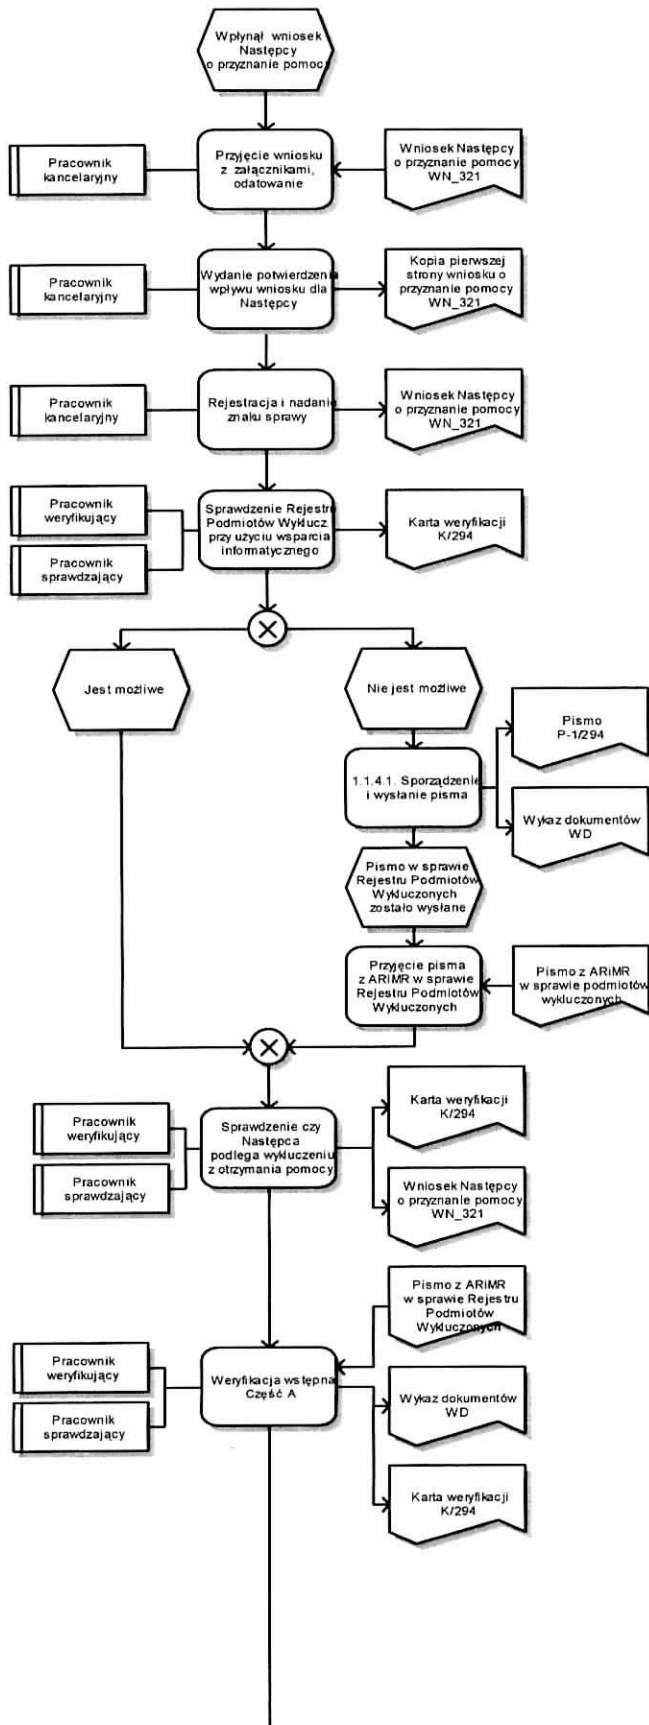 Wpłynął wniosek
Następcy
o przyznanie pomocy
Pracownik
kancelaryjny
Przyjęcie wniosku
z załącznikami,
odatowanie
Wniosek Następcy
o przyznanie pomocy
WN_321
Pracownik
kancelaryjny
Wydanie potwierdzenia
wpływu wniosku dla
Następcy
Kopia pierwszej
strony wniosku o
przyznanie pomocy
WN_321
Pracownik
kancelaryjny
Rejestracja i nadanie
znaku sprawy
Wniosek Następcy
o przyznanie pomocy
WN_321
Pracownik
weryfikujący
Pracownik
sprawdzający
Sprawdzenie Rejestru
Podmiotów Wyklucz.
przy użyciu wsparcia
informatycznego
Karta weryfikacji
K/294
Jest możliwe
Nie jest możliwe
1.1.4.1. Sporządzenie
i wysłanie pisma
Pismo
P-1/294
Wykaz dokumentów
WD
Pismo w sprawie
Rejestru Podmiotów
Wykluczonych
zostało wysłane
Przyjęcie pisma
z ARiMR w sprawie
Rejestru Podmiotów
Wykluczonych
Pismo z ARiMR
w sprawie podmiotów
wykluczonych
Pracownik
weryfikujący
Pracownik
sprawdzający
Sprawdzenie czy
Następca
podlega wykluczeniu
z otrzymania pomocy
Karta weryfikacji
K/294
Wniosek Następcy
o przyznanie pomocy
WN_321
Pismo z ARiMR
w sprawie Rejestru
Podmiotów
Wykluczonych
Pracownik
weryfikujący
Pracownik
sprawdzający
Weryfikacja wstępna
Część A
Wykaz dokumentów
WD
Karta weryfikacji
K/294